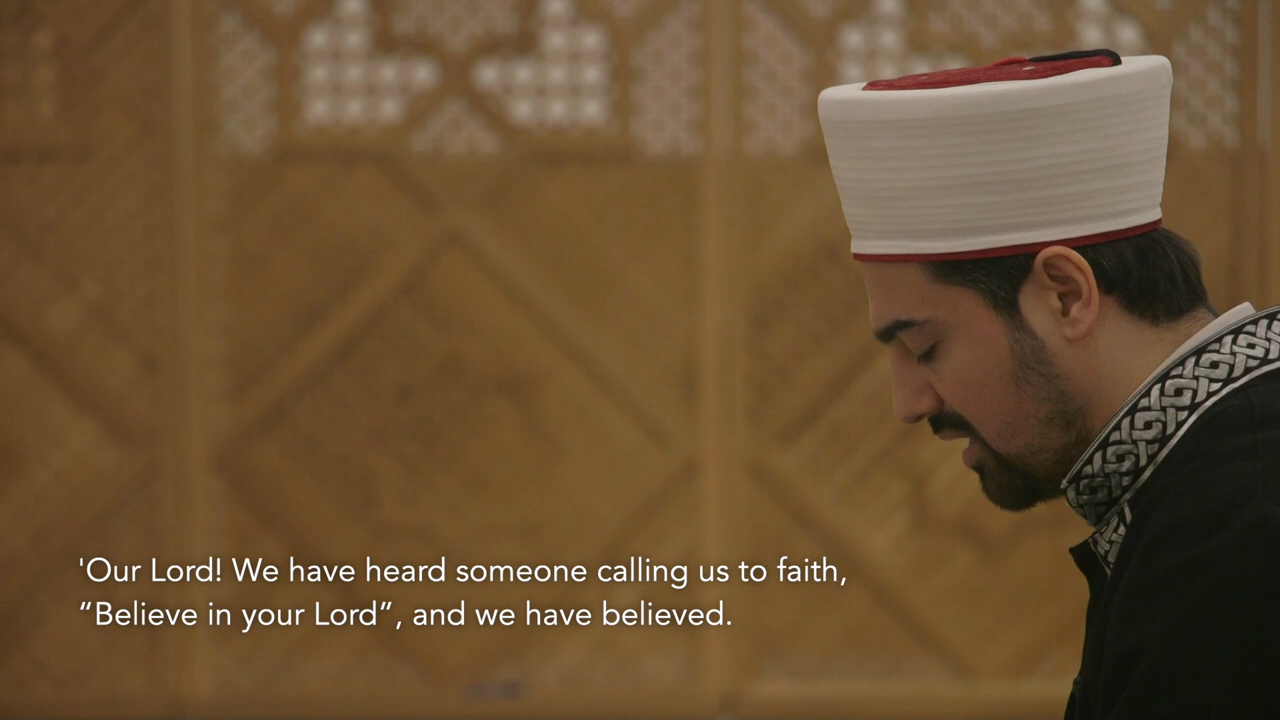 'Our Lord! We have heard someone calling us to faith,
“Believe in your Lord”, and we have believed.